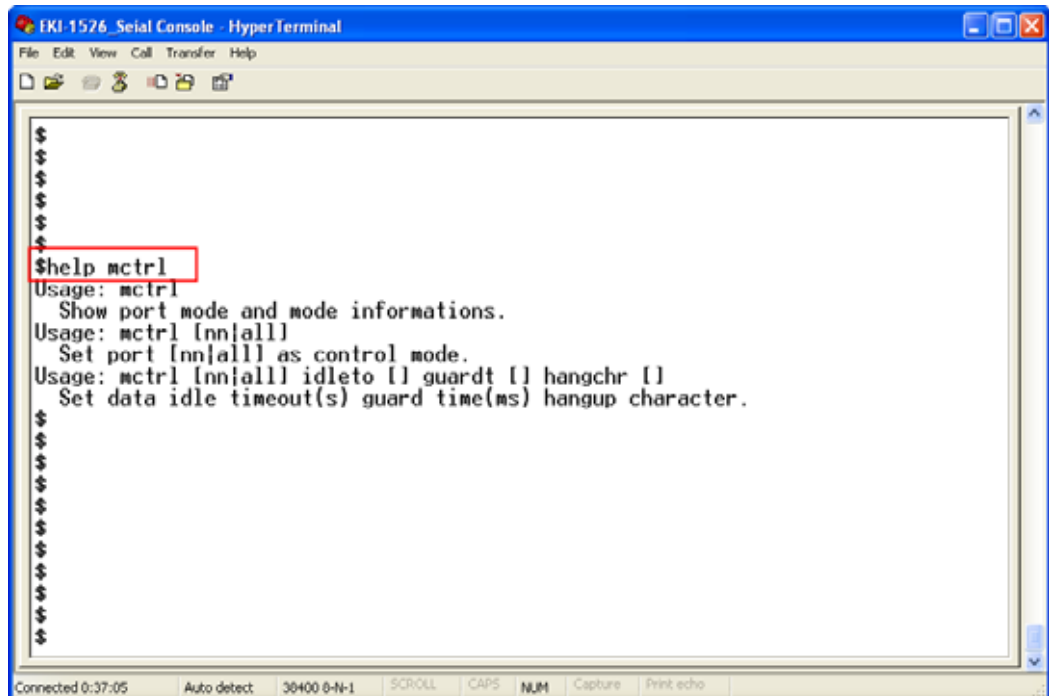 EKI-1526_Seial Console - HyperTerminal
File Edit View Call Transfer Help
$
$
$
$
$
$
$help mctrl
Usage: mctrl
Show port mode and mode informations.
Usage: mctrl [nn|all]
Set port [nn|all] as control mode.
Usage: mctrl [nn|all] idleto [] guardt [] hangchr []
Set data idle timeout(s) guard time(ms) hangup character.
$
$
$
$
$
$
$
$
$
$
$
Connected 0:37:05 Auto detect 38400 8-N-1 SCROLL CAPS NUM Capture Print echo